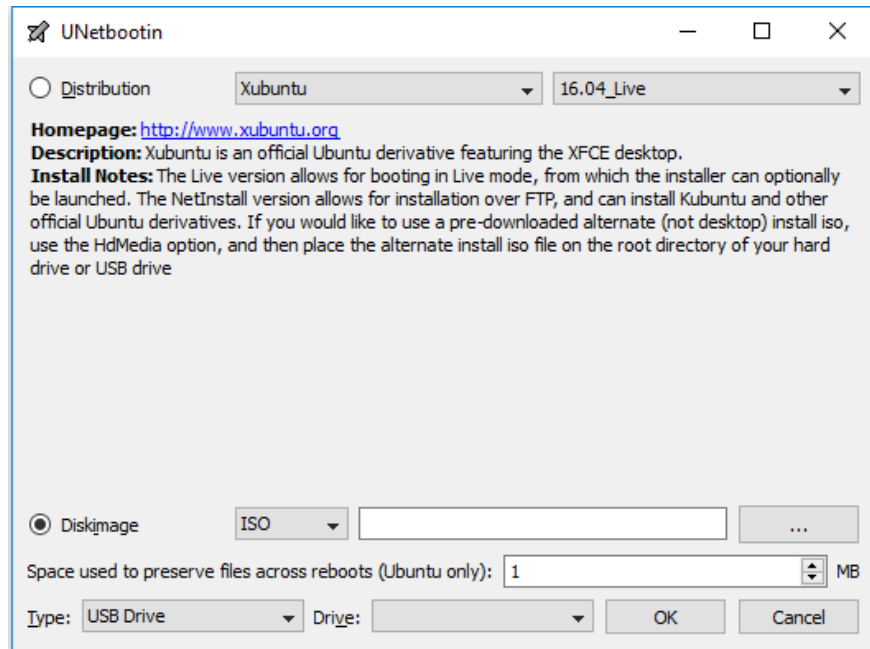 UNetbootin
Distribution Xubuntu 16.04_Live
Homepage: http://www.xubuntu.org
Description: Xubuntu is an official Ubuntu derivative featuring the XFCE desktop.
Install Notes: The Live version allows for booting in Live mode, from which the installer can optionally
be launched. The NetInstall version allows for installation over FTP, and can install Kubuntu and other
official Ubuntu derivatives. If you would like to use a pre-downloaded alternate (not desktop) install iso,
use the HdMedia option, and then place the alternate install iso file on the root directory of your hard
drive or USB drive
Diskimage ISO ...
Space used to preserve files across reboots (Ubuntu only): 1 MB
Type: USB Drive Drive: OK Cancel